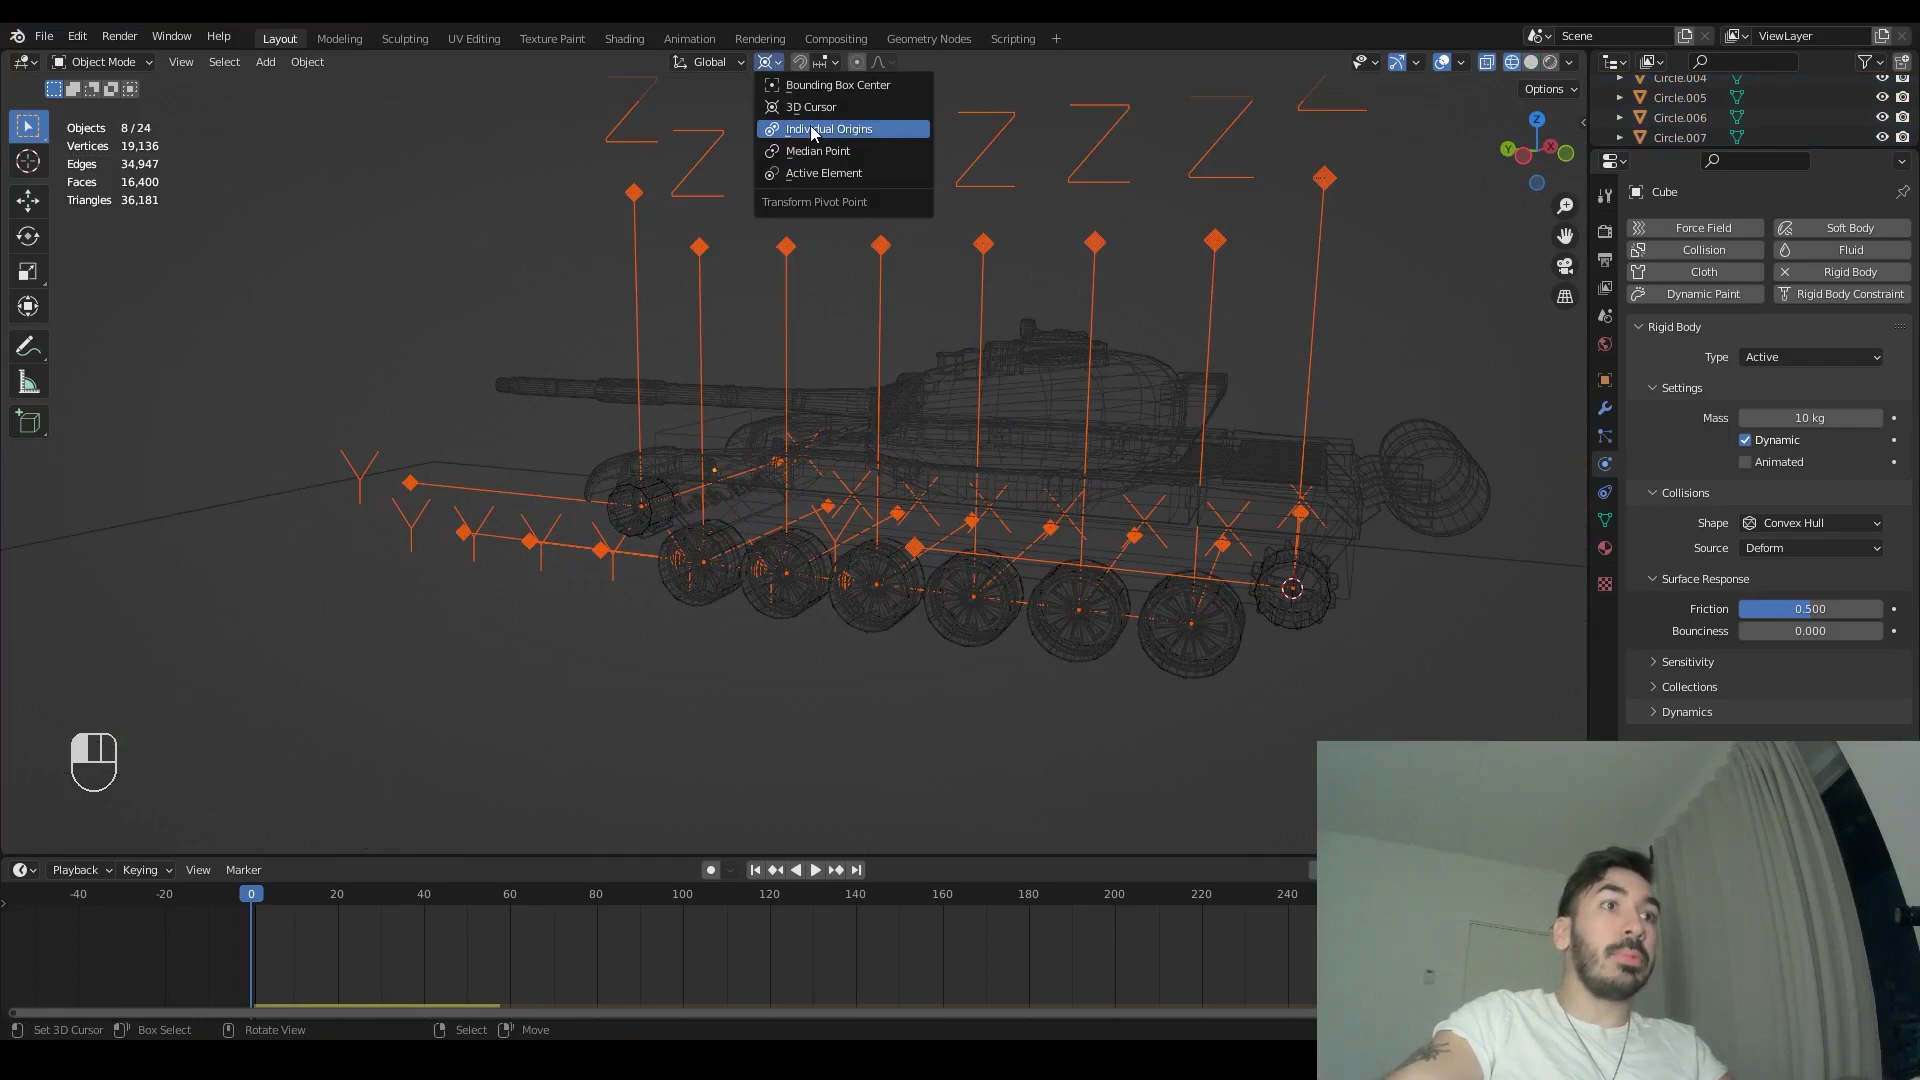 File Edit Render Window Help
Layout Modeling Sculpting UV Editing Texture Paint Shading Animation Rendering Compositing Geometry Nodes Scripting +
Scene ViewLayer
Object Mode View Select Add Object Global
Options
Objects 8 / 24
Vertices 19,136
Edges 34,947
Faces 16,400
Triangles 36,181
Bounding Box Center
3D Cursor
Individual Origins
Median Point
Active Element
Transform Pivot Point
Z Z Z Z Z
Y Y Y Y Y
X X X X X X X
Z
Y
X
Circle.004
Circle.005
Circle.006
Circle.007
Cube
Force Field Soft Body
Collision Fluid
Cloth Rigid Body
Dynamic Paint Rigid Body Constraint
Rigid Body
Type Active
Settings
Mass 10 kg
Dynamic
Animated
Collisions
Shape Convex Hull
Source Deform
Surface Response
Friction 0.500
Bounciness 0.000
Sensitivity
Collections
Dynamics
Playback Keying View Marker
-40 -20 0 20 40 60 80 100 120 140 160 180 200 220 240
Set 3D Cursor Box Select Rotate View Select Move